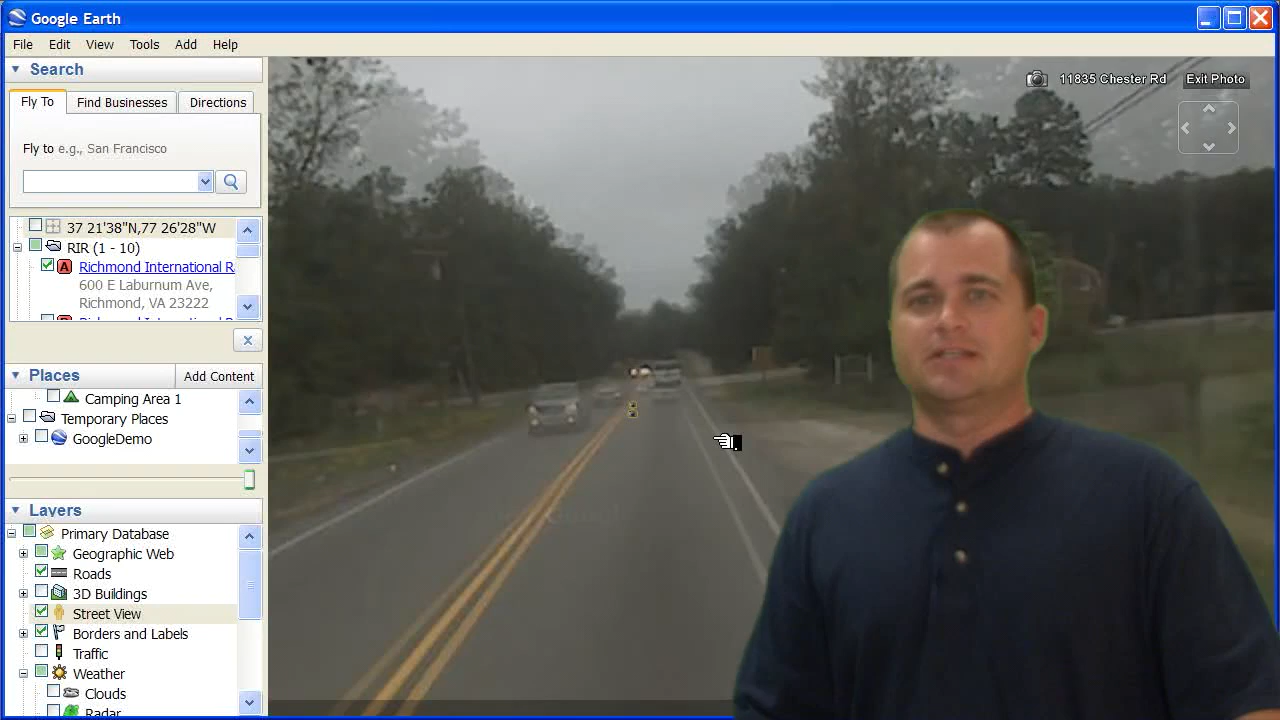 Google Earth
File Edit View Tools Add Help
Search
Fly To Find Businesses Directions
Fly to e.g., San Francisco
37 21'38"N,77 26'28"W
RIR (1 - 10)
A Richmond International R
600 E Laburnum Ave,
Richmond, VA 23222
Places Add Content
Camping Area 1
Temporary Places
GoogleDemo
Layers
Primary Database
Geographic Web
Roads
3D Buildings
Street View
Borders and Labels
Traffic
Weather
Clouds
Radar
11835 Chester Rd Exit Photo